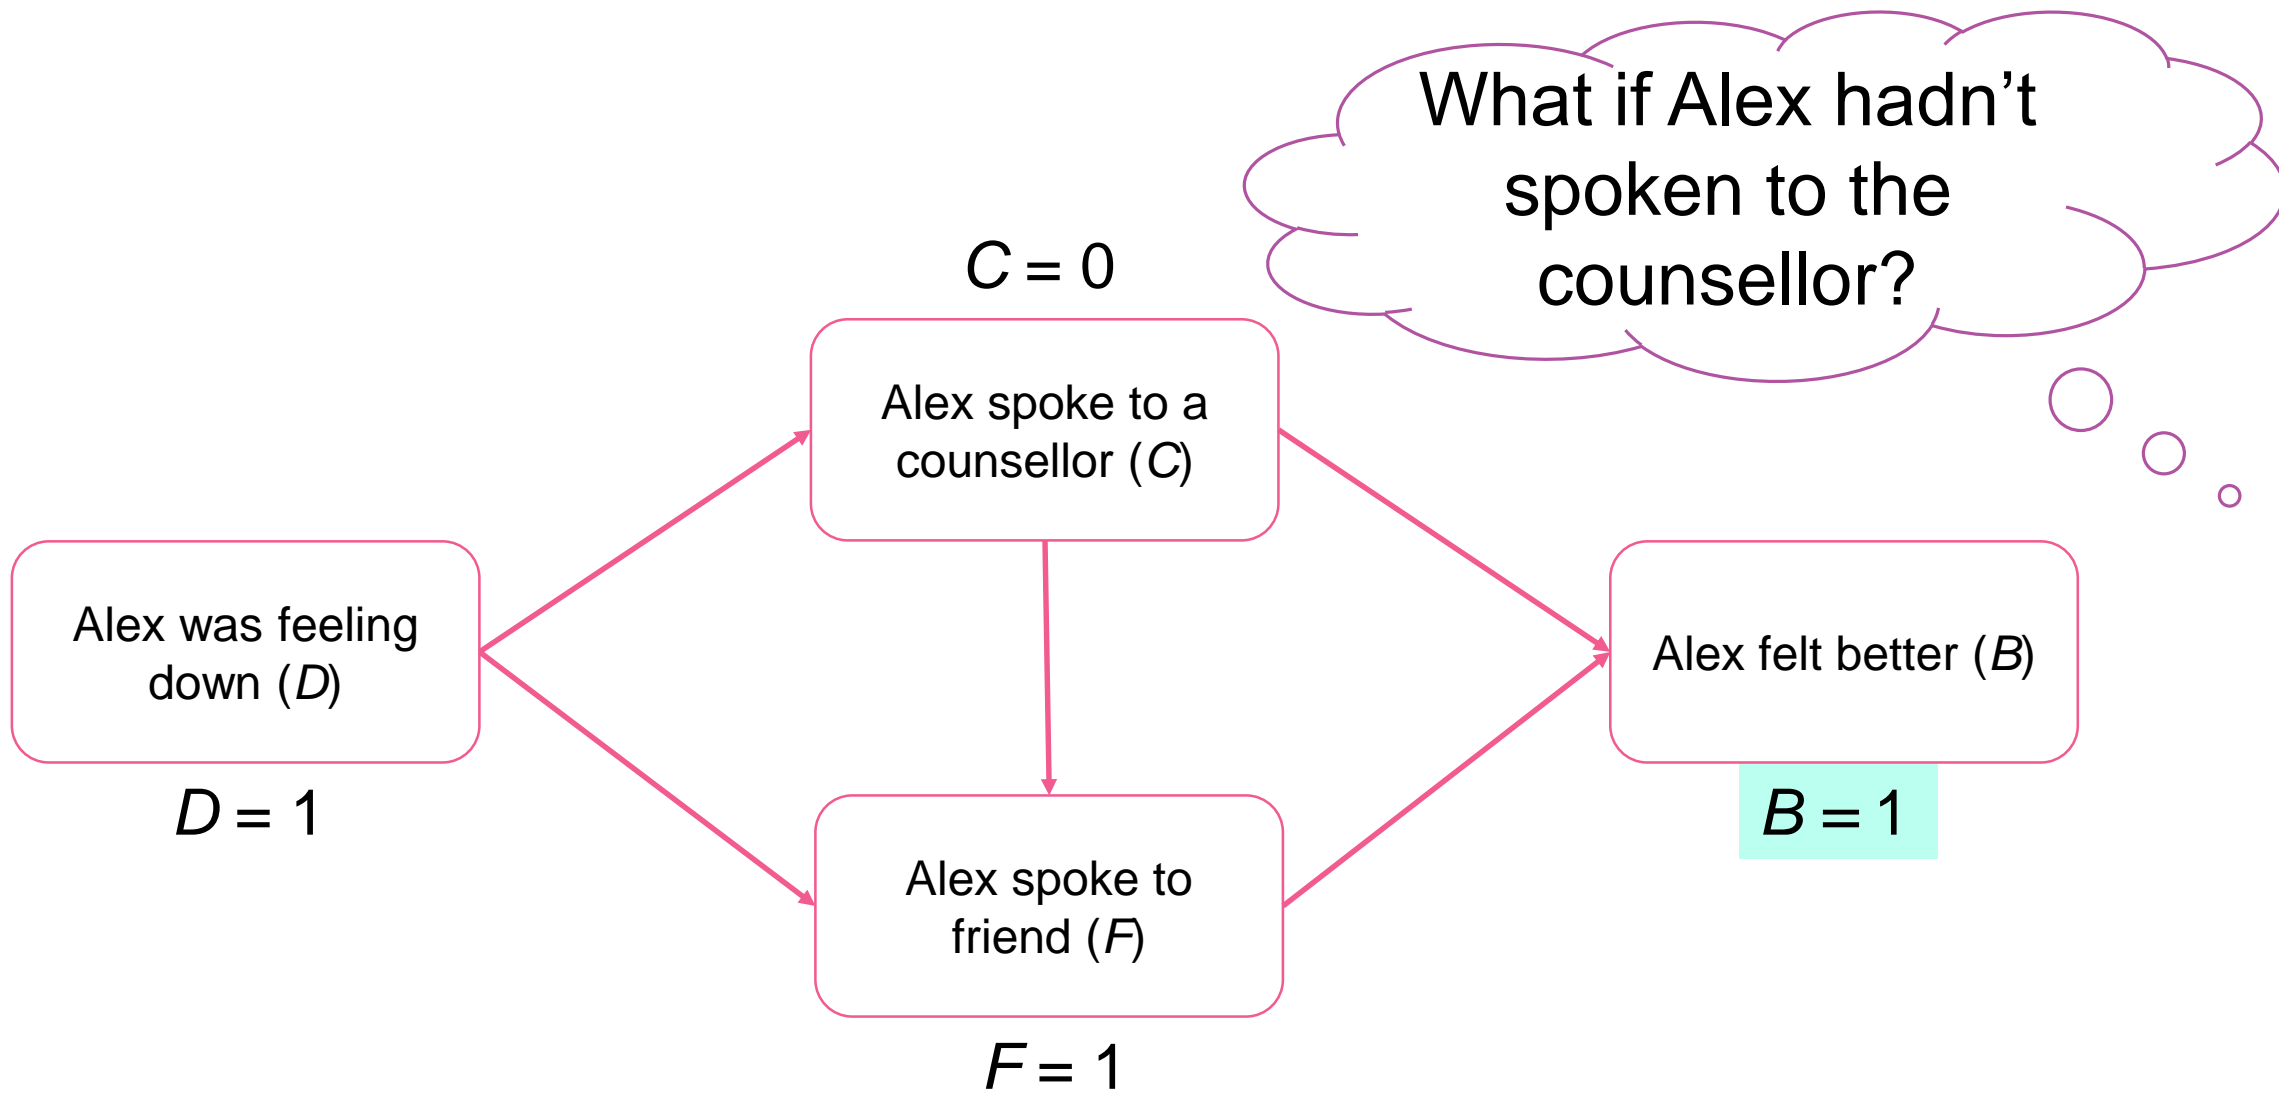 What if Alex hadn’t
spoken to the
counsellor?
C = 0
Alex spoke to a
counsellor (C)
Alex was feeling
down (D)
D = 1
Alex felt better (B)
B = 1
Alex spoke to
friend (F)
F = 1